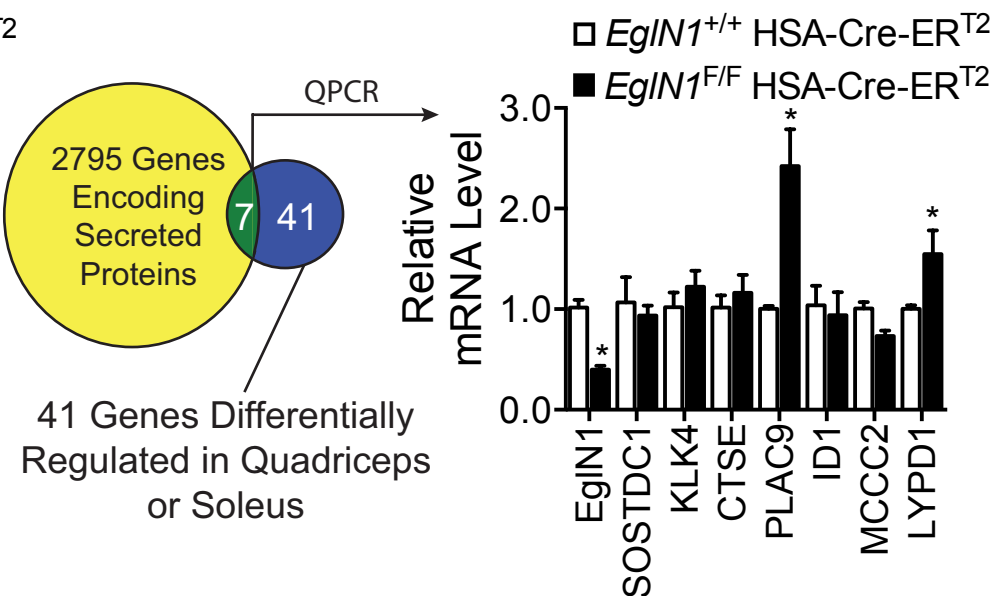 T2
EglN1+/+ HSA-Cre-ERT2
EglN1F/F HSA-Cre-ERT2
QPCR
2795 Genes
Encoding
Secreted
Proteins
7
41
41 Genes Differentially
Regulated in Quadriceps
or Soleus
Relative
mRNA Level
3.0
2.0
1.0
0.0
*
*
*
EglN1
SOSTDC1
KLK4
CTSE
PLAC9
ID1
MCCC2
LYPD1